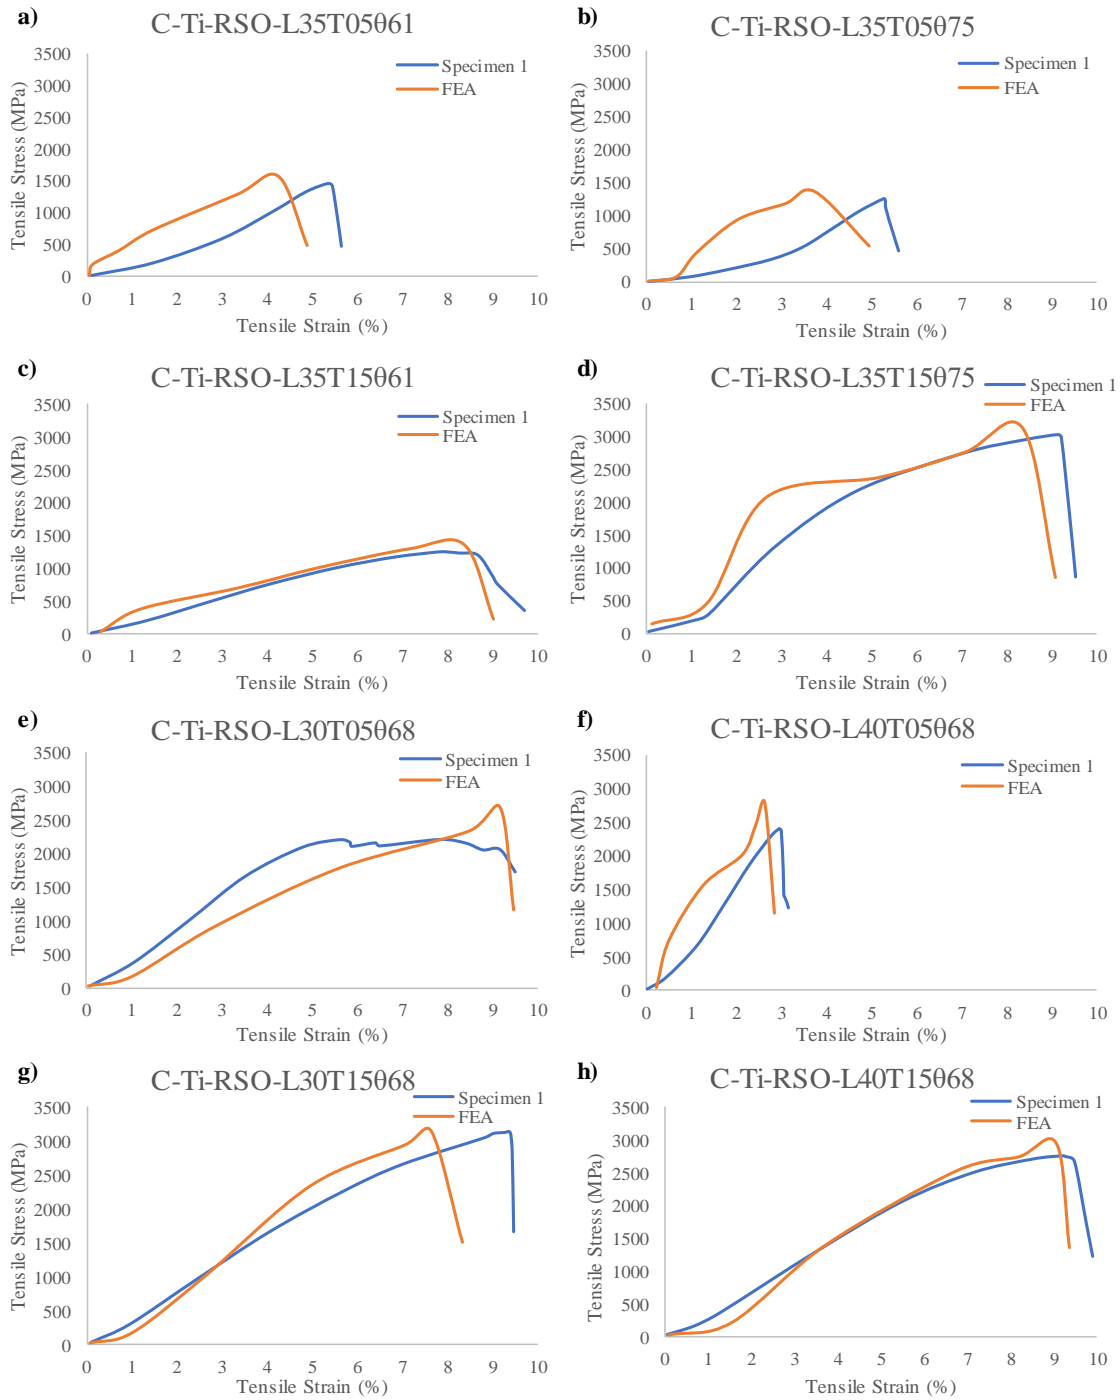 a)
C-Ti-RSO-L35T05θ61
Tensile Stress (MPa)
3500
3000
2500
2000
1500
1000
500
0
Specimen 1
FEA
0 1 2 3 4 5 6 7 8 9 10
Tensile Strain (%)
b)
C-Ti-RSO-L35T05θ75
Tensile Stress (MPa)
3500
3000
2500
2000
1500
1000
500
0
Specimen 1
FEA
0 1 2 3 4 5 6 7 8 9 10
Tensile Strain (%)
c)
C-Ti-RSO-L35T15θ61
Tensile Stress (MPa)
3500
3000
2500
2000
1500
1000
500
0
Specimen 1
FEA
0 1 2 3 4 5 6 7 8 9 10
Tensile Strain (%)
d)
C-Ti-RSO-L35T15θ75
Tensile Stress (MPa)
3500
3000
2500
2000
1500
1000
500
0
Specimen 1
FEA
0 1 2 3 4 5 6 7 8 9 10
Tensile Strain (%)
e)
C-Ti-RSO-L30T05θ68
Tensile Stress (MPa)
3500
3000
2500
2000
1500
1000
500
0
Specimen 1
FEA
0 1 2 3 4 5 6 7 8 9 10
Tensile Strain (%)
f)
C-Ti-RSO-L40T05θ68
Tensile Stress (MPa)
3500
3000
2500
2000
1500
1000
500
0
Specimen 1
FEA
0 1 2 3 4 5 6 7 8 9 10
Tensile Strain (%)
g)
C-Ti-RSO-L30T15θ68
Tensile Stress (MPa)
3500
3000
2500
2000
1500
1000
500
0
Specimen 1
FEA
0 1 2 3 4 5 6 7 8 9 10
Tensile Strain (%)
h)
C-Ti-RSO-L40T15θ68
Tensile Stress (MPa)
3500
3000
2500
2000
1500
1000
500
0
Specimen 1
FEA
0 1 2 3 4 5 6 7 8 9 10
Tensile Strain (%)